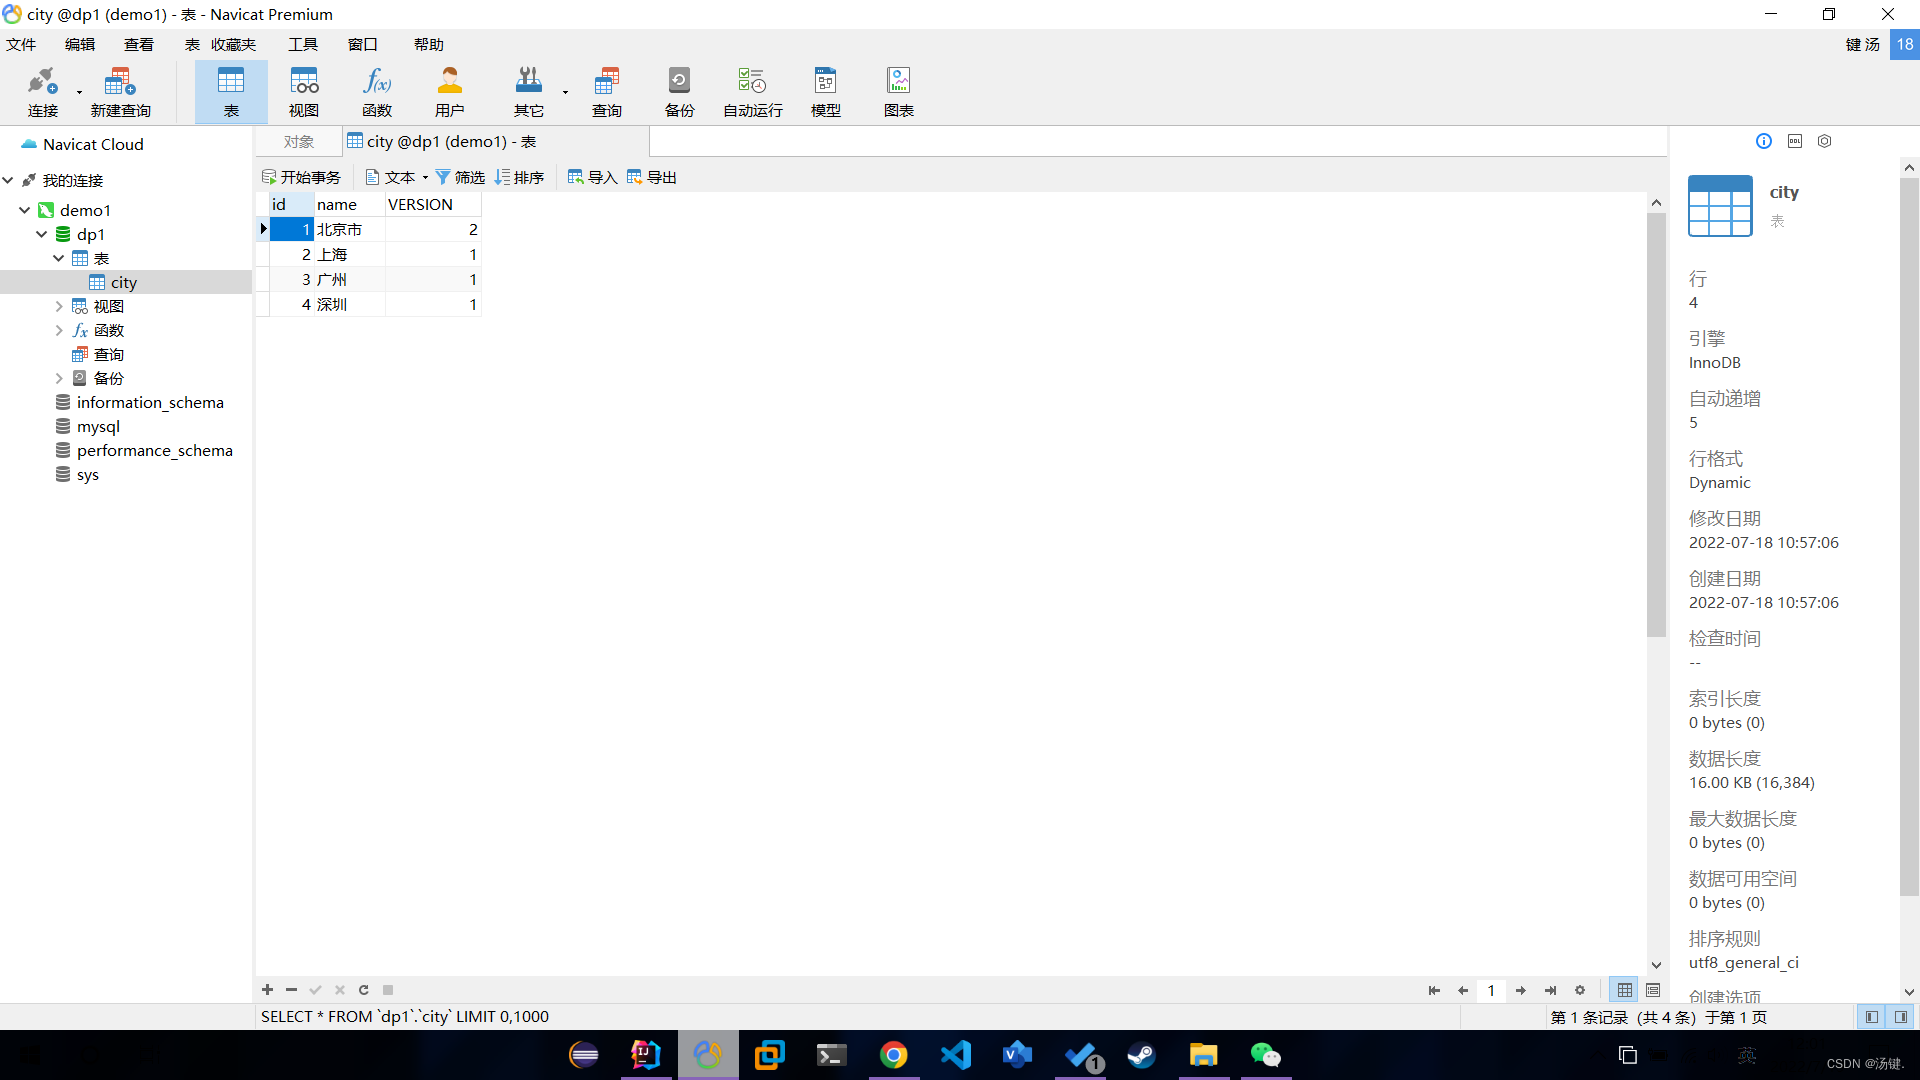 city @dp1 (demo1) - 表 - Navicat Premium
文件 编辑 查看 表 收藏夹 工具 窗口 帮助 键 汤 18
连接 新建查询 表 视图 函数 用户 其它 查询 备份 自动运行 模型 图表
Navicat Cloud
我的连接
demo1
dp1
表
city
视图
函数
查询
备份
information_schema
mysql
performance_schema
sys
对象 city @dp1 (demo1) - 表
开始事务 文本 筛选 排序 导入 导出
id name VERSION
1 北京市 2
2 上海 1
3 广州 1
4 深圳 1
city
表
行
4
引擎
InnoDB
自动递增
5
行格式
Dynamic
修改日期
2022-07-18 10:57:06
创建日期
2022-07-18 10:57:06
检查时间
--
索引长度
0 bytes (0)
数据长度
16.00 KB (16,384)
最大数据长度
0 bytes (0)
数据可用空间
0 bytes (0)
排序规则
utf8_general_ci
创建选项
1
SELECT * FROM `dp1`.`city` LIMIT 0,1000
第 1 条记录 (共 4 条) 于第 1 页
1
英
CSDN @汤键.